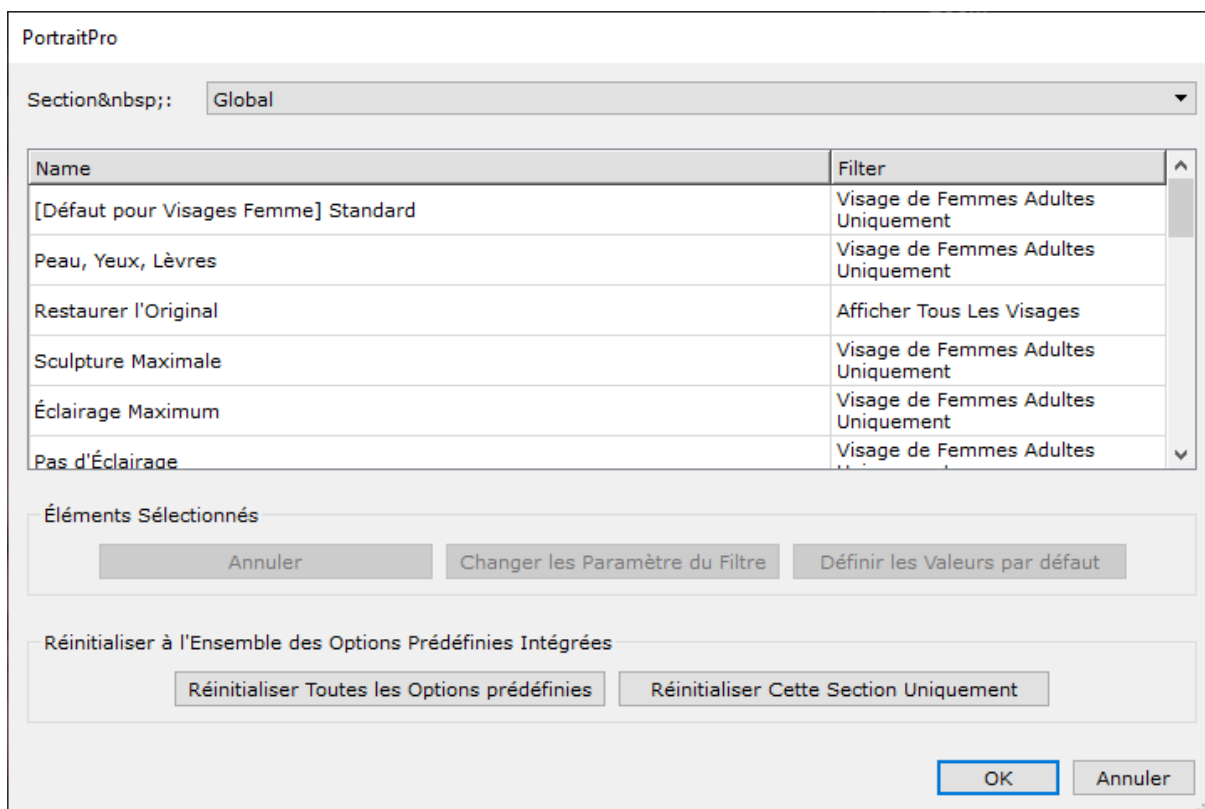 PortraitPro
Section&nbsp;: Global
Name Filter
[Défaut pour Visages Femme] Standard Visage de Femmes Adultes
Uniquement
Peau, Yeux, Lèvres Visage de Femmes Adultes
Uniquement
Restaurer l'Original Afficher Tous Les Visages
Sculpture Maximale Visage de Femmes Adultes
Uniquement
Éclairage Maximum Visage de Femmes Adultes
Uniquement
Pas d'Éclairage Visage de Femmes Adultes
Éléments Sélectionnés
Annuler Changer les Paramètre du Filtre Définir les Valeurs par défaut
Réinitialiser à l'Ensemble des Options Prédéfinies Intégrées
Réinitialiser Toutes les Options prédéfinies Réinitialiser Cette Section Uniquement
OK Annuler